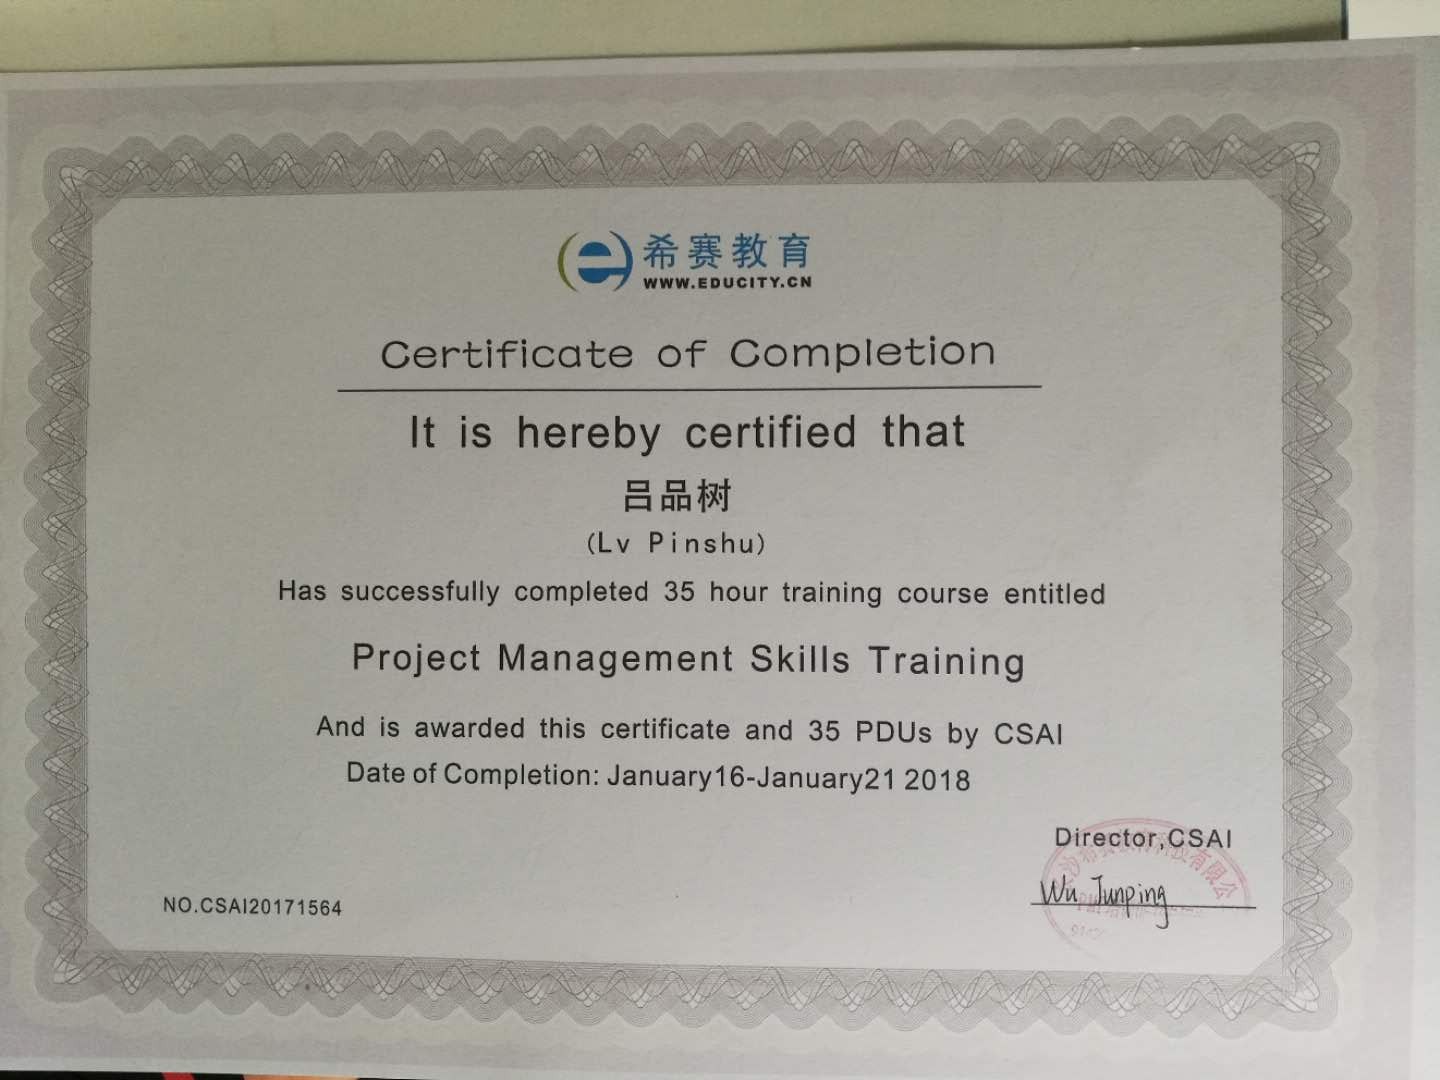 希赛教育
WWW.EDUCITY.CN
Certificate of Completion
It is hereby certified that
吕品树
(Lv Pinshu)
Has successfully completed 35 hour training course entitled
Project Management Skills Training
And is awarded this certificate and 35 PDUs by CSAI
Date of Completion: January16-January21 2018
Director,CSAI
Wu Junping
NO.CSAI20171564